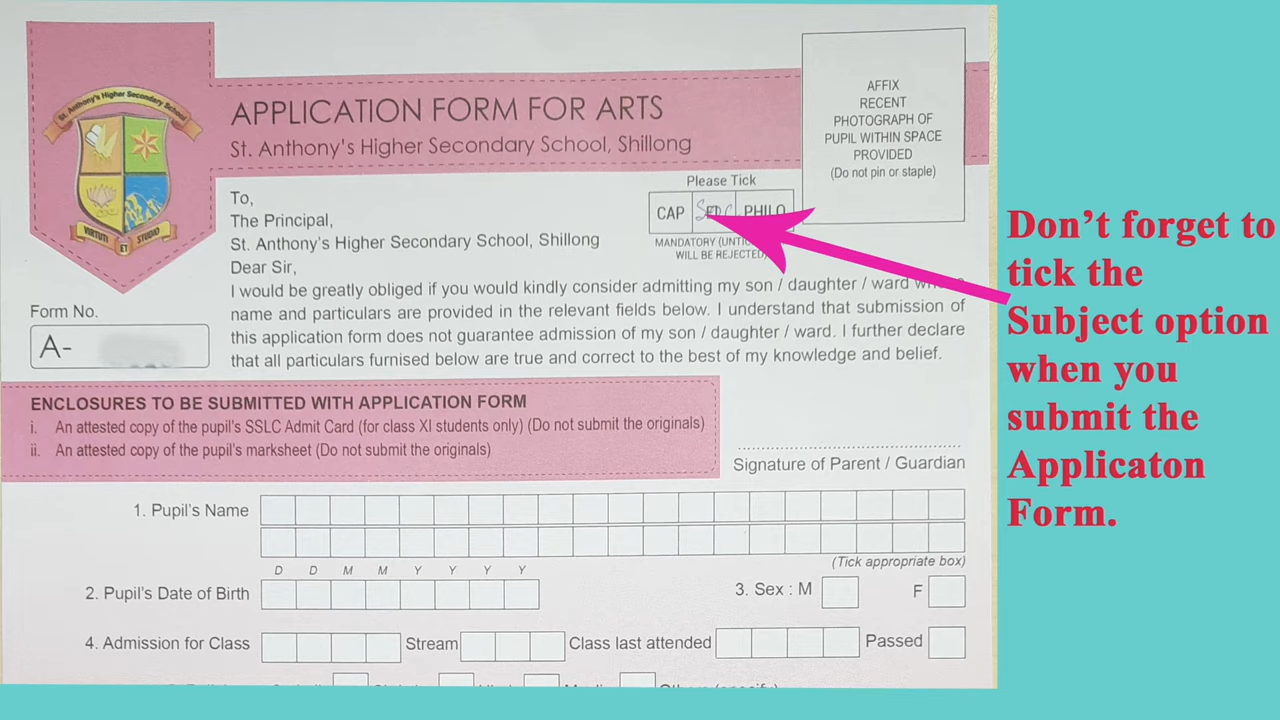 St. Anthony's Higher Secondary School
VIRTUTI
ET
STUDIO
APPLICATION FORM FOR ARTS
St. Anthony's Higher Secondary School, Shillong
AFFIX
RECENT
PHOTOGRAPH OF
PUPIL WITHIN SPACE
PROVIDED
(Do not pin or staple)
Please Tick
CAP PHILO
MANDATORY
WILL BE REJECTED)
To,
The Principal,
St. Anthony's Higher Secondary School, Shillong
Dear Sir,
I would be greatly obliged if you would kindly consider admitting my son / daughter / ward
name and particulars are provided in the relevant fields below. I understand that submission of
this application form does not guarantee admission of my son / daughter / ward. I further declare
that all particulars furnised below are true and correct to the best of my knowledge and belief.
Form No.
A-
ENCLOSURES TO BE SUBMITTED WITH APPLICATION FORM
i. An attested copy of the pupil's SSLC Admit Card (for class XI students only) (Do not submit the originals)
ii. An attested copy of the pupil's marksheet (Do not submit the originals)
Signature of Parent / Guardian
1. Pupil's Name
(Tick appropriate box)
D D M M Y Y Y Y
2. Pupil's Date of Birth
3. Sex : M F
4. Admission for Class Stream Class last attended Passed
Don't forget to
tick the
Subject option
when you
submit the
Applicaton
Form.